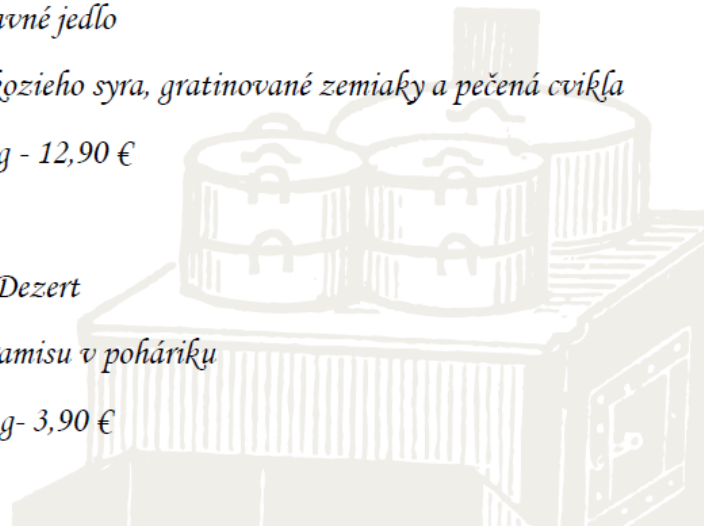 avné jedlo
kozieho syra, gratinované zemiaky a pečená cvikla
g - 12,90 €
Dezert
amisu v poháriku
g- 3,90 €